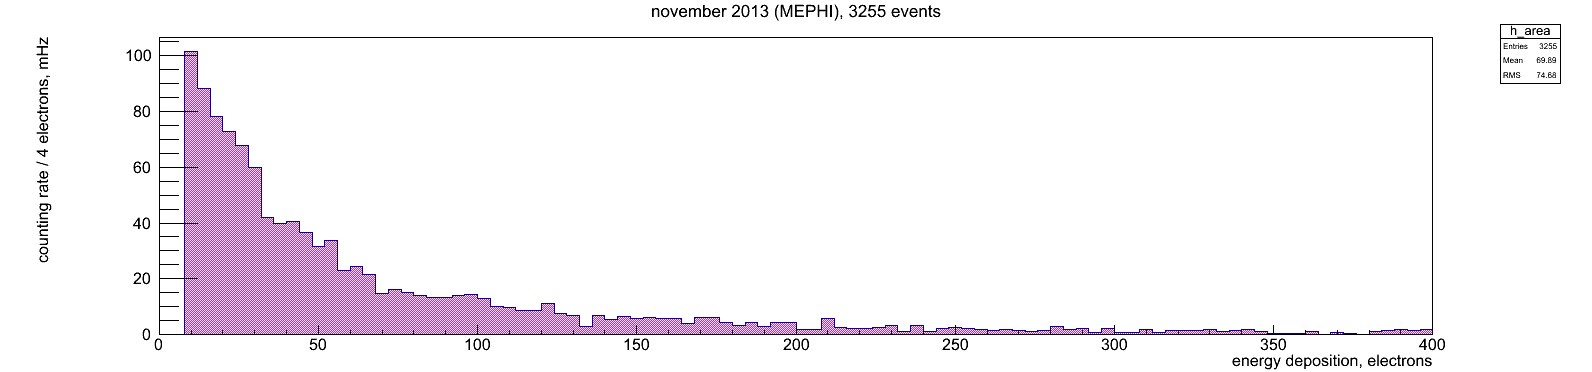 november 2013 (MEPHI), 3255 events
h_area
Entries 3255
Mean 69.89
RMS 74.68
counting rate / 4 electrons, mHz
100
80
60
40
20
0
0 50 100 150 200 250 300 350 400
energy deposition, electrons